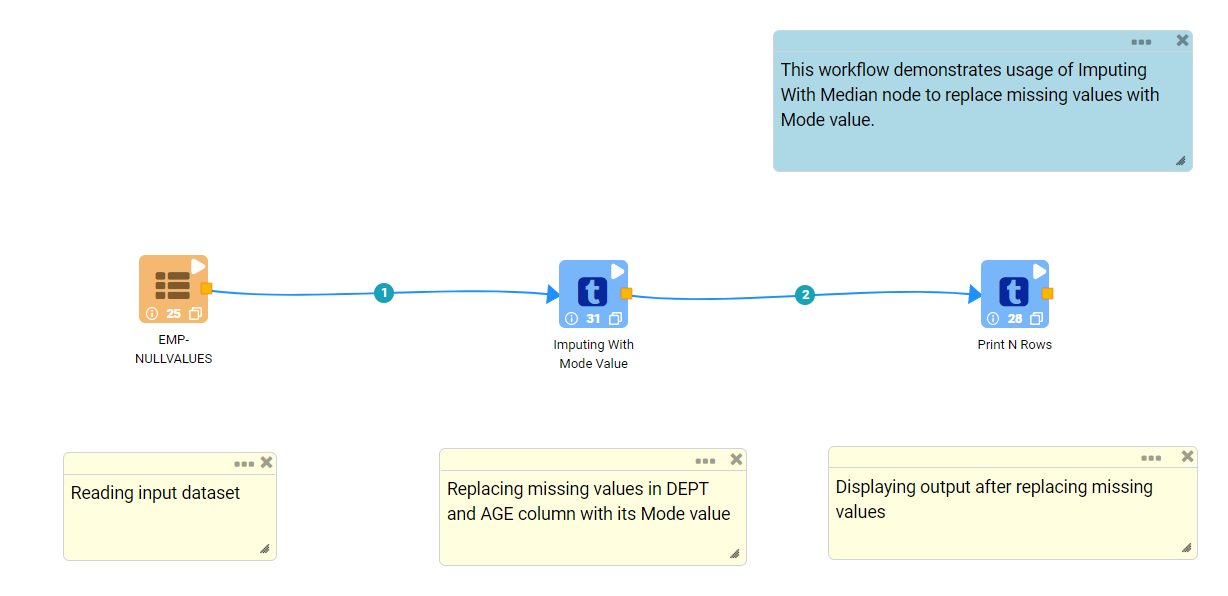 This workflow demonstrates usage of Imputing
With Median node to replace missing values with
Mode value.
1
2
t
t
25
31
28
EMP-
NULLVALUES
Imputing With
Mode Value
Print N Rows
Reading input dataset
Replacing missing values in DEPT
and AGE column with its Mode value
Displaying output after replacing missing
values